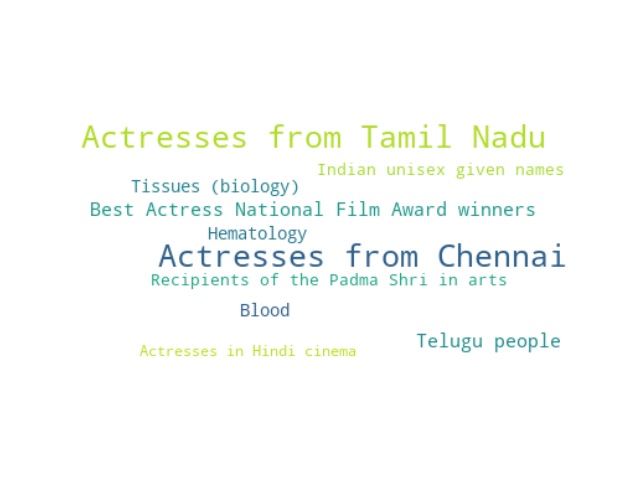 Actresses from Tamil Nadu
Indian unisex given names
Tissues (biology)
Best Actress National Film Award winners
Hematology
Actresses from Chennai
Recipients of the Padma Shri in arts
Blood
Telugu people
Actresses in Hindi cinema